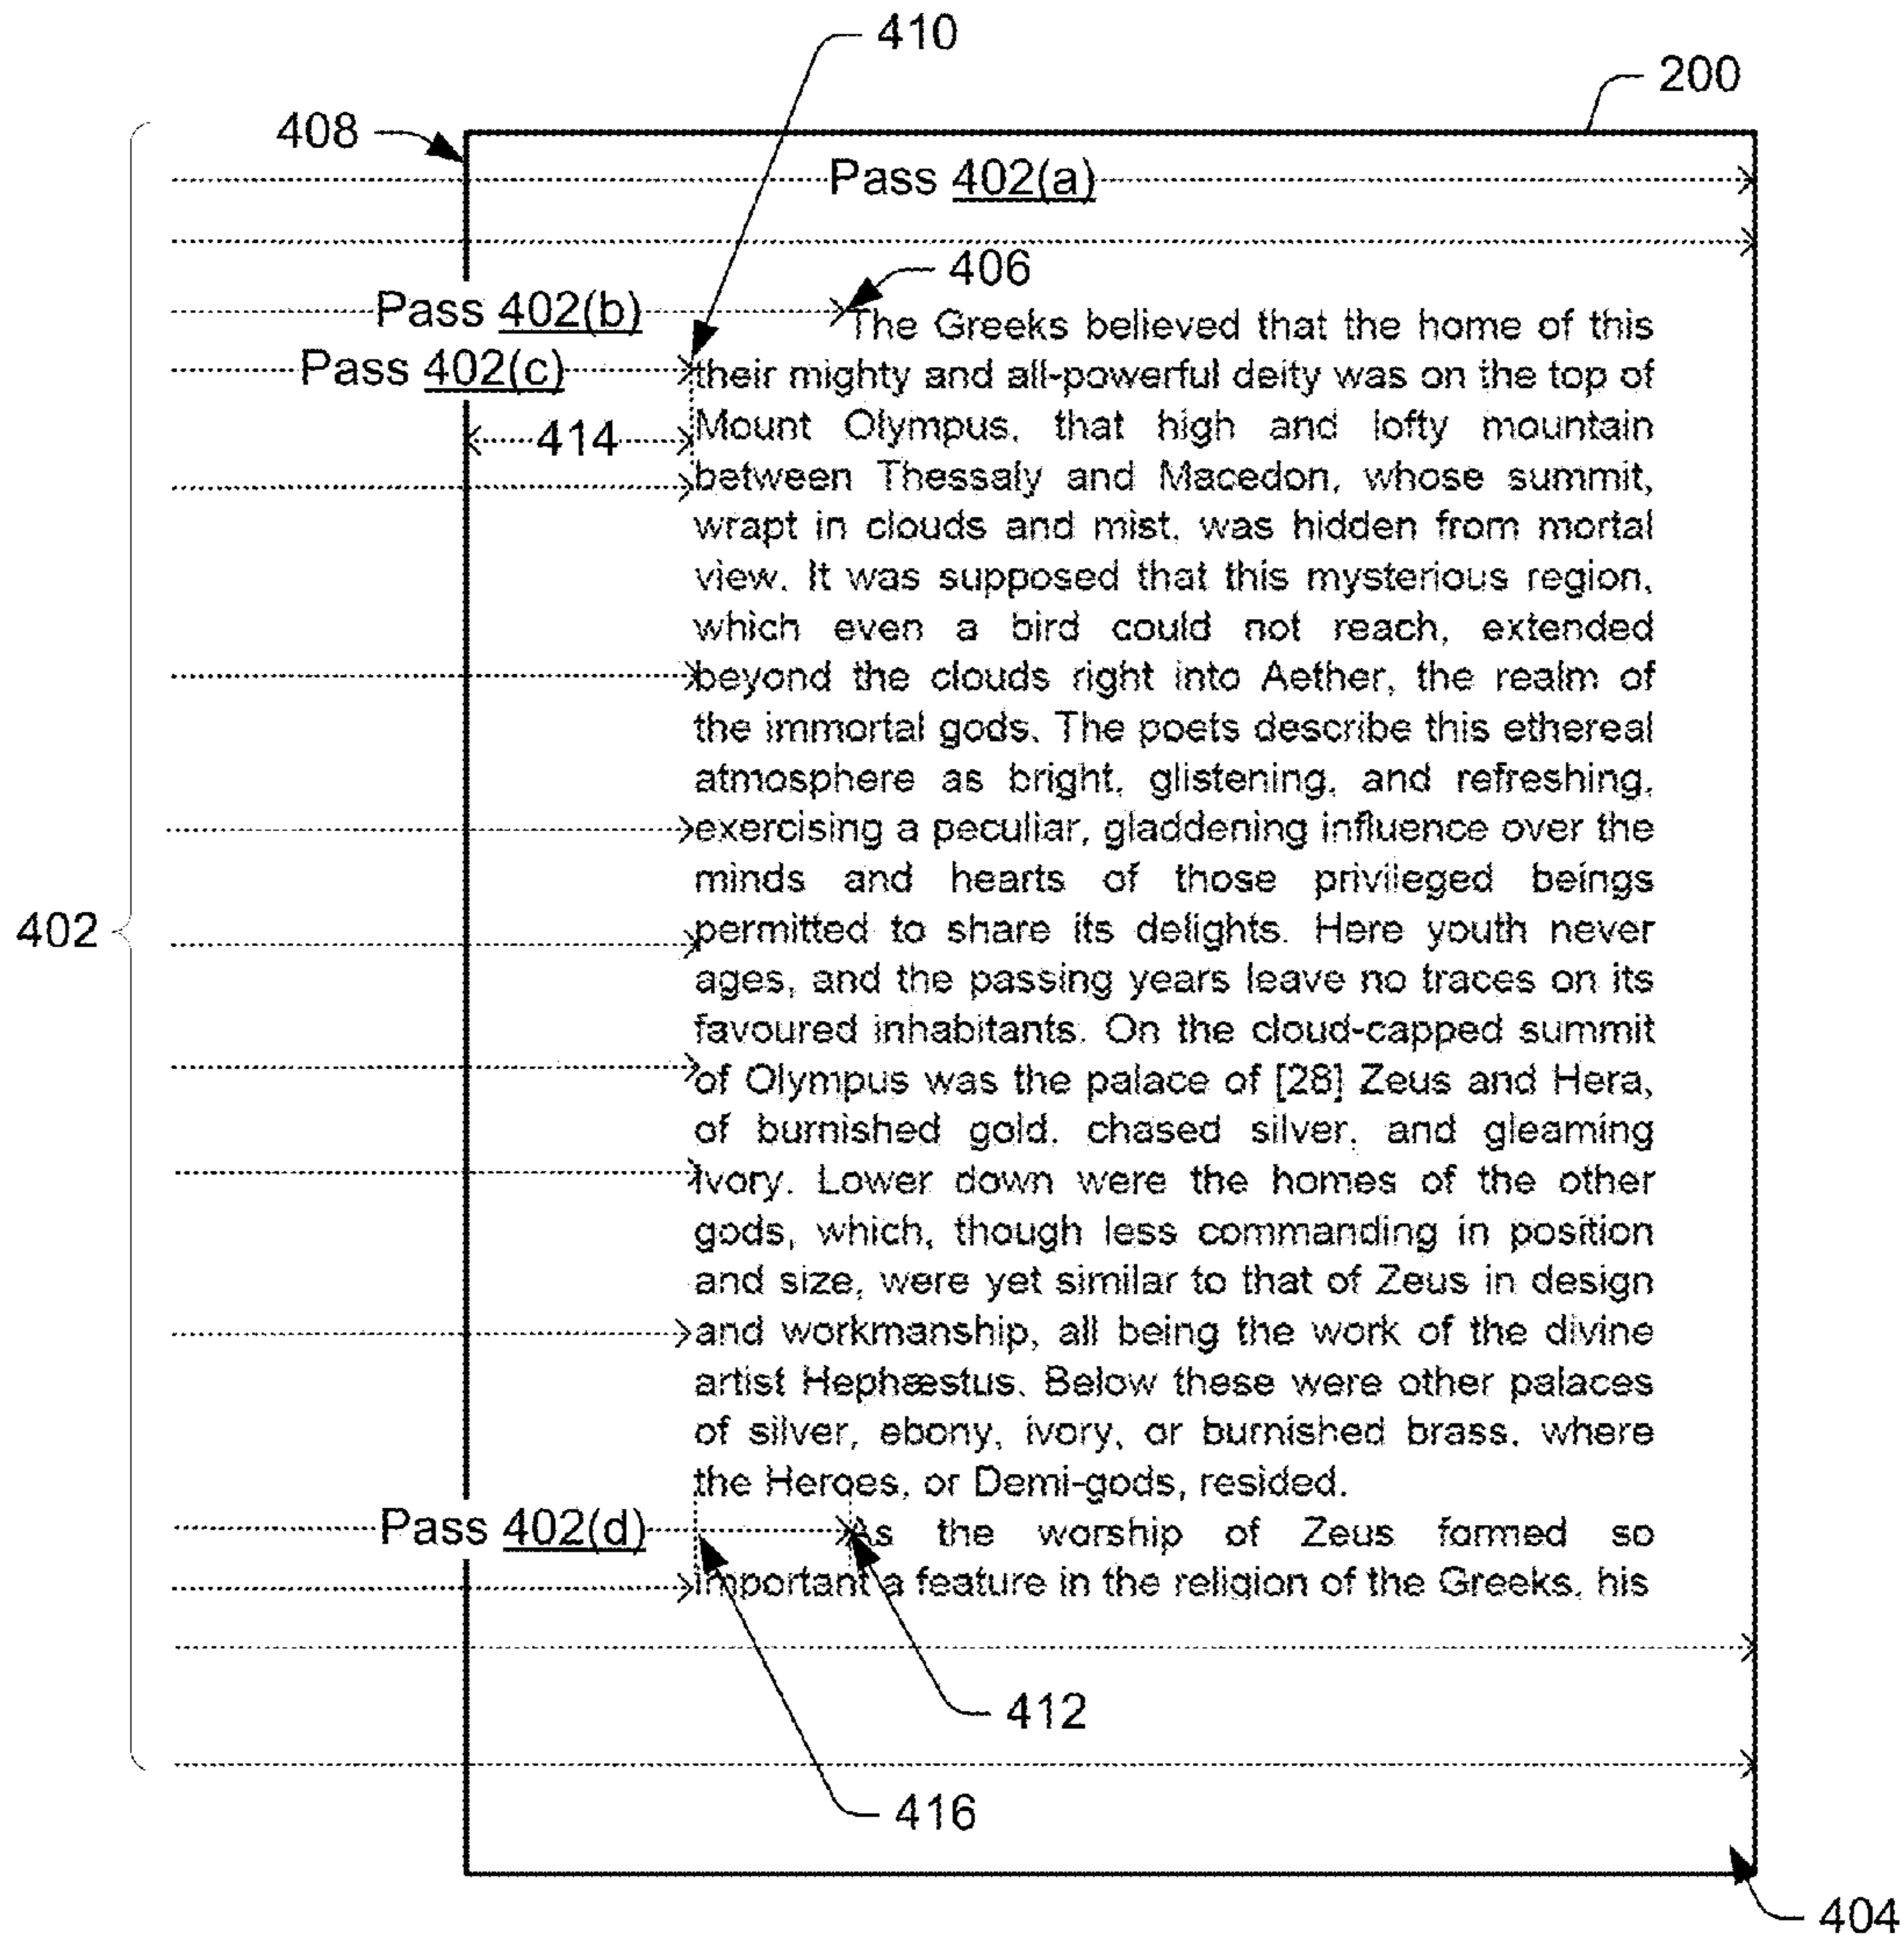 410
200
408
Pass 402(a)
406
Pass 402(b)
The Greeks believed that the home of this
Pass 402(c)
their mighty and all-powerful deity was on the top of
414
Mount Olympus, that high and lofty mountain
between Thessaly and Macedon, whose summit,
wrapt in clouds and mist, was hidden from mortal
view. It was supposed that this mysterious region,
which even a bird could not reach, extended
beyond the clouds right into Aether, the realm of
the immortal gods. The poets describe this ethereal
atmosphere as bright, glistening, and refreshing,
exercising a peculiar, gladdening influence over the
minds and hearts of those privileged beings
402
permitted to share its delights. Here youth never
ages, and the passing years leave no traces on its
favoured inhabitants. On the cloud-capped summit
of Olympus was the palace of [28] Zeus and Hera,
of burnished gold, chased silver, and gleaming
ivory. Lower down were the homes of the other
gods, which, though less commanding in position
and size, were yet similar to that of Zeus in design
and workmanship, all being the work of the divine
artist Hephæstus. Below these were other palaces
of silver, ebony, ivory, or burnished brass, where
the Heroes, or Demi-gods, resided.
Pass 402(d)
As the worship of Zeus formed so
important a feature in the religion of the Greeks, his
412
416
404